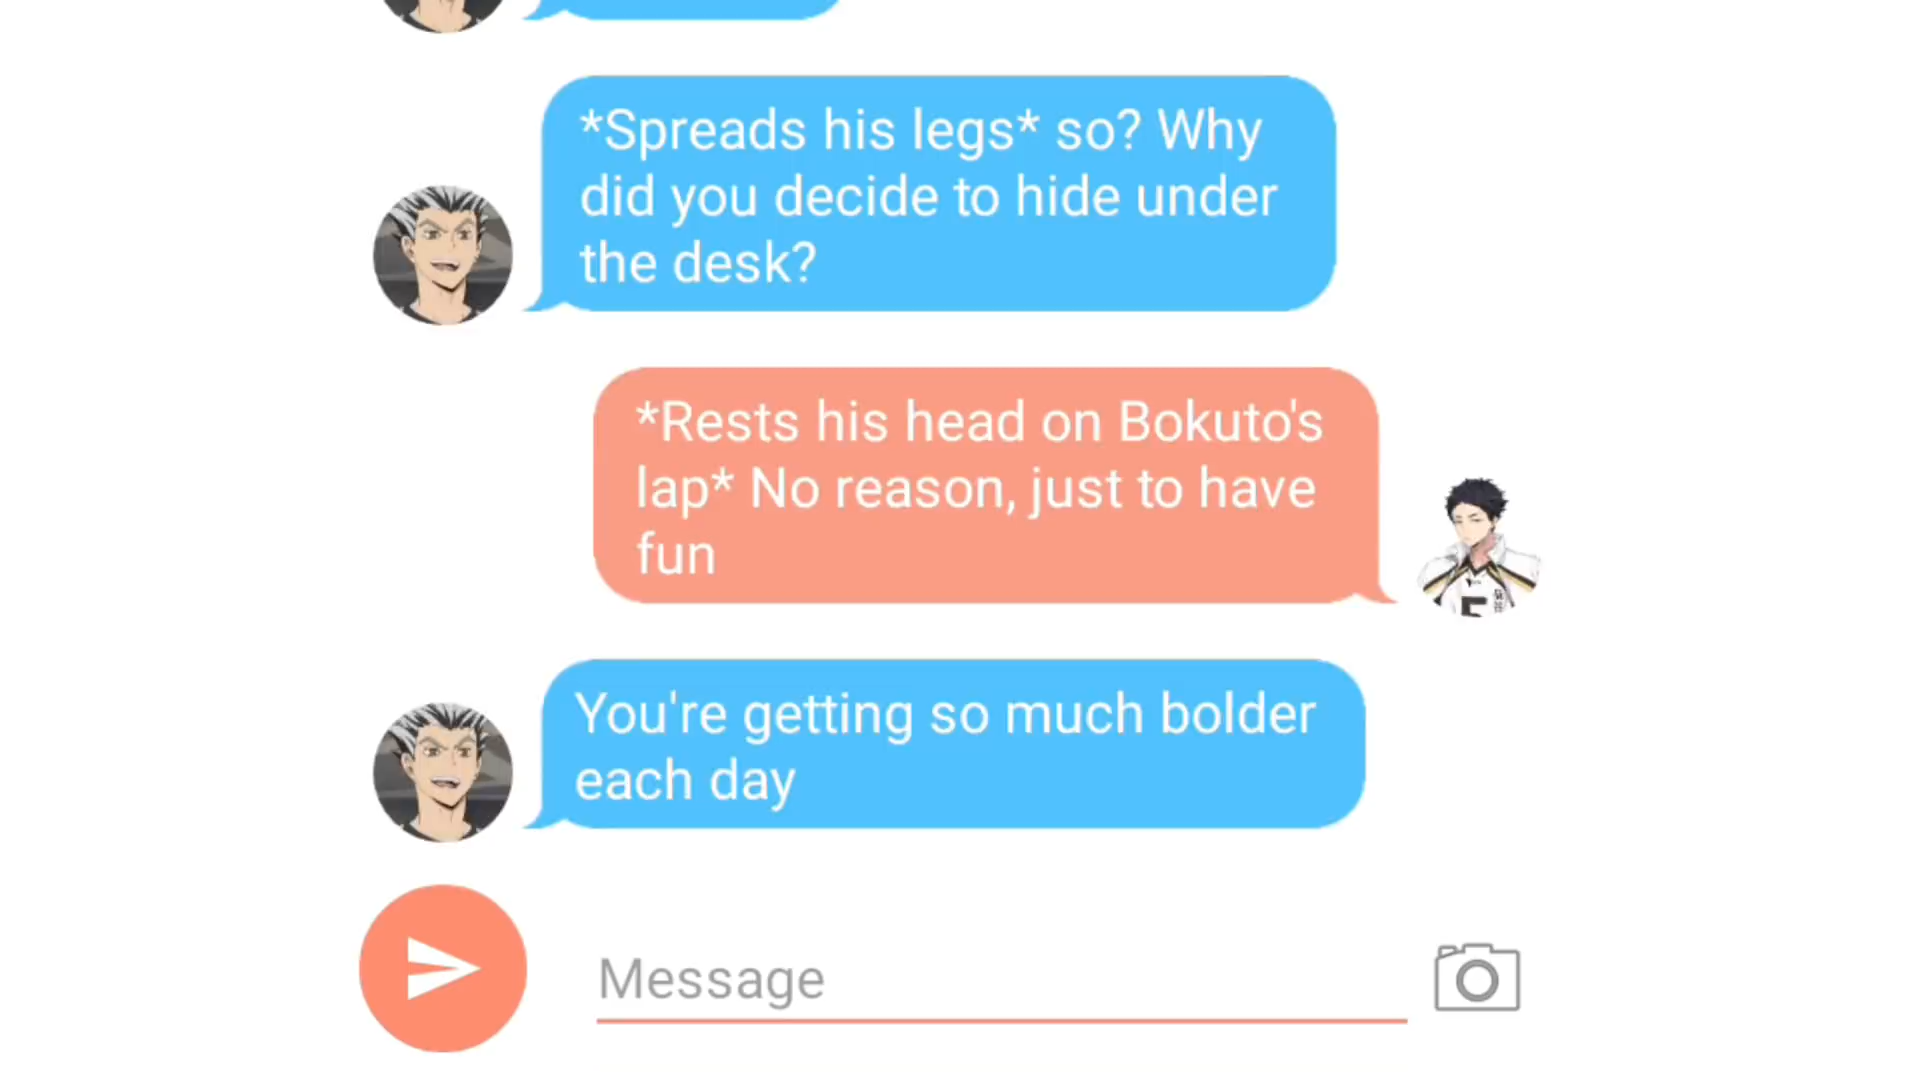 *Spreads his legs* so? Why
did you decide to hide under
the desk?
*Rests his head on Bokuto's
lap* No reason, just to have
fun
You're getting so much bolder
each day
Message